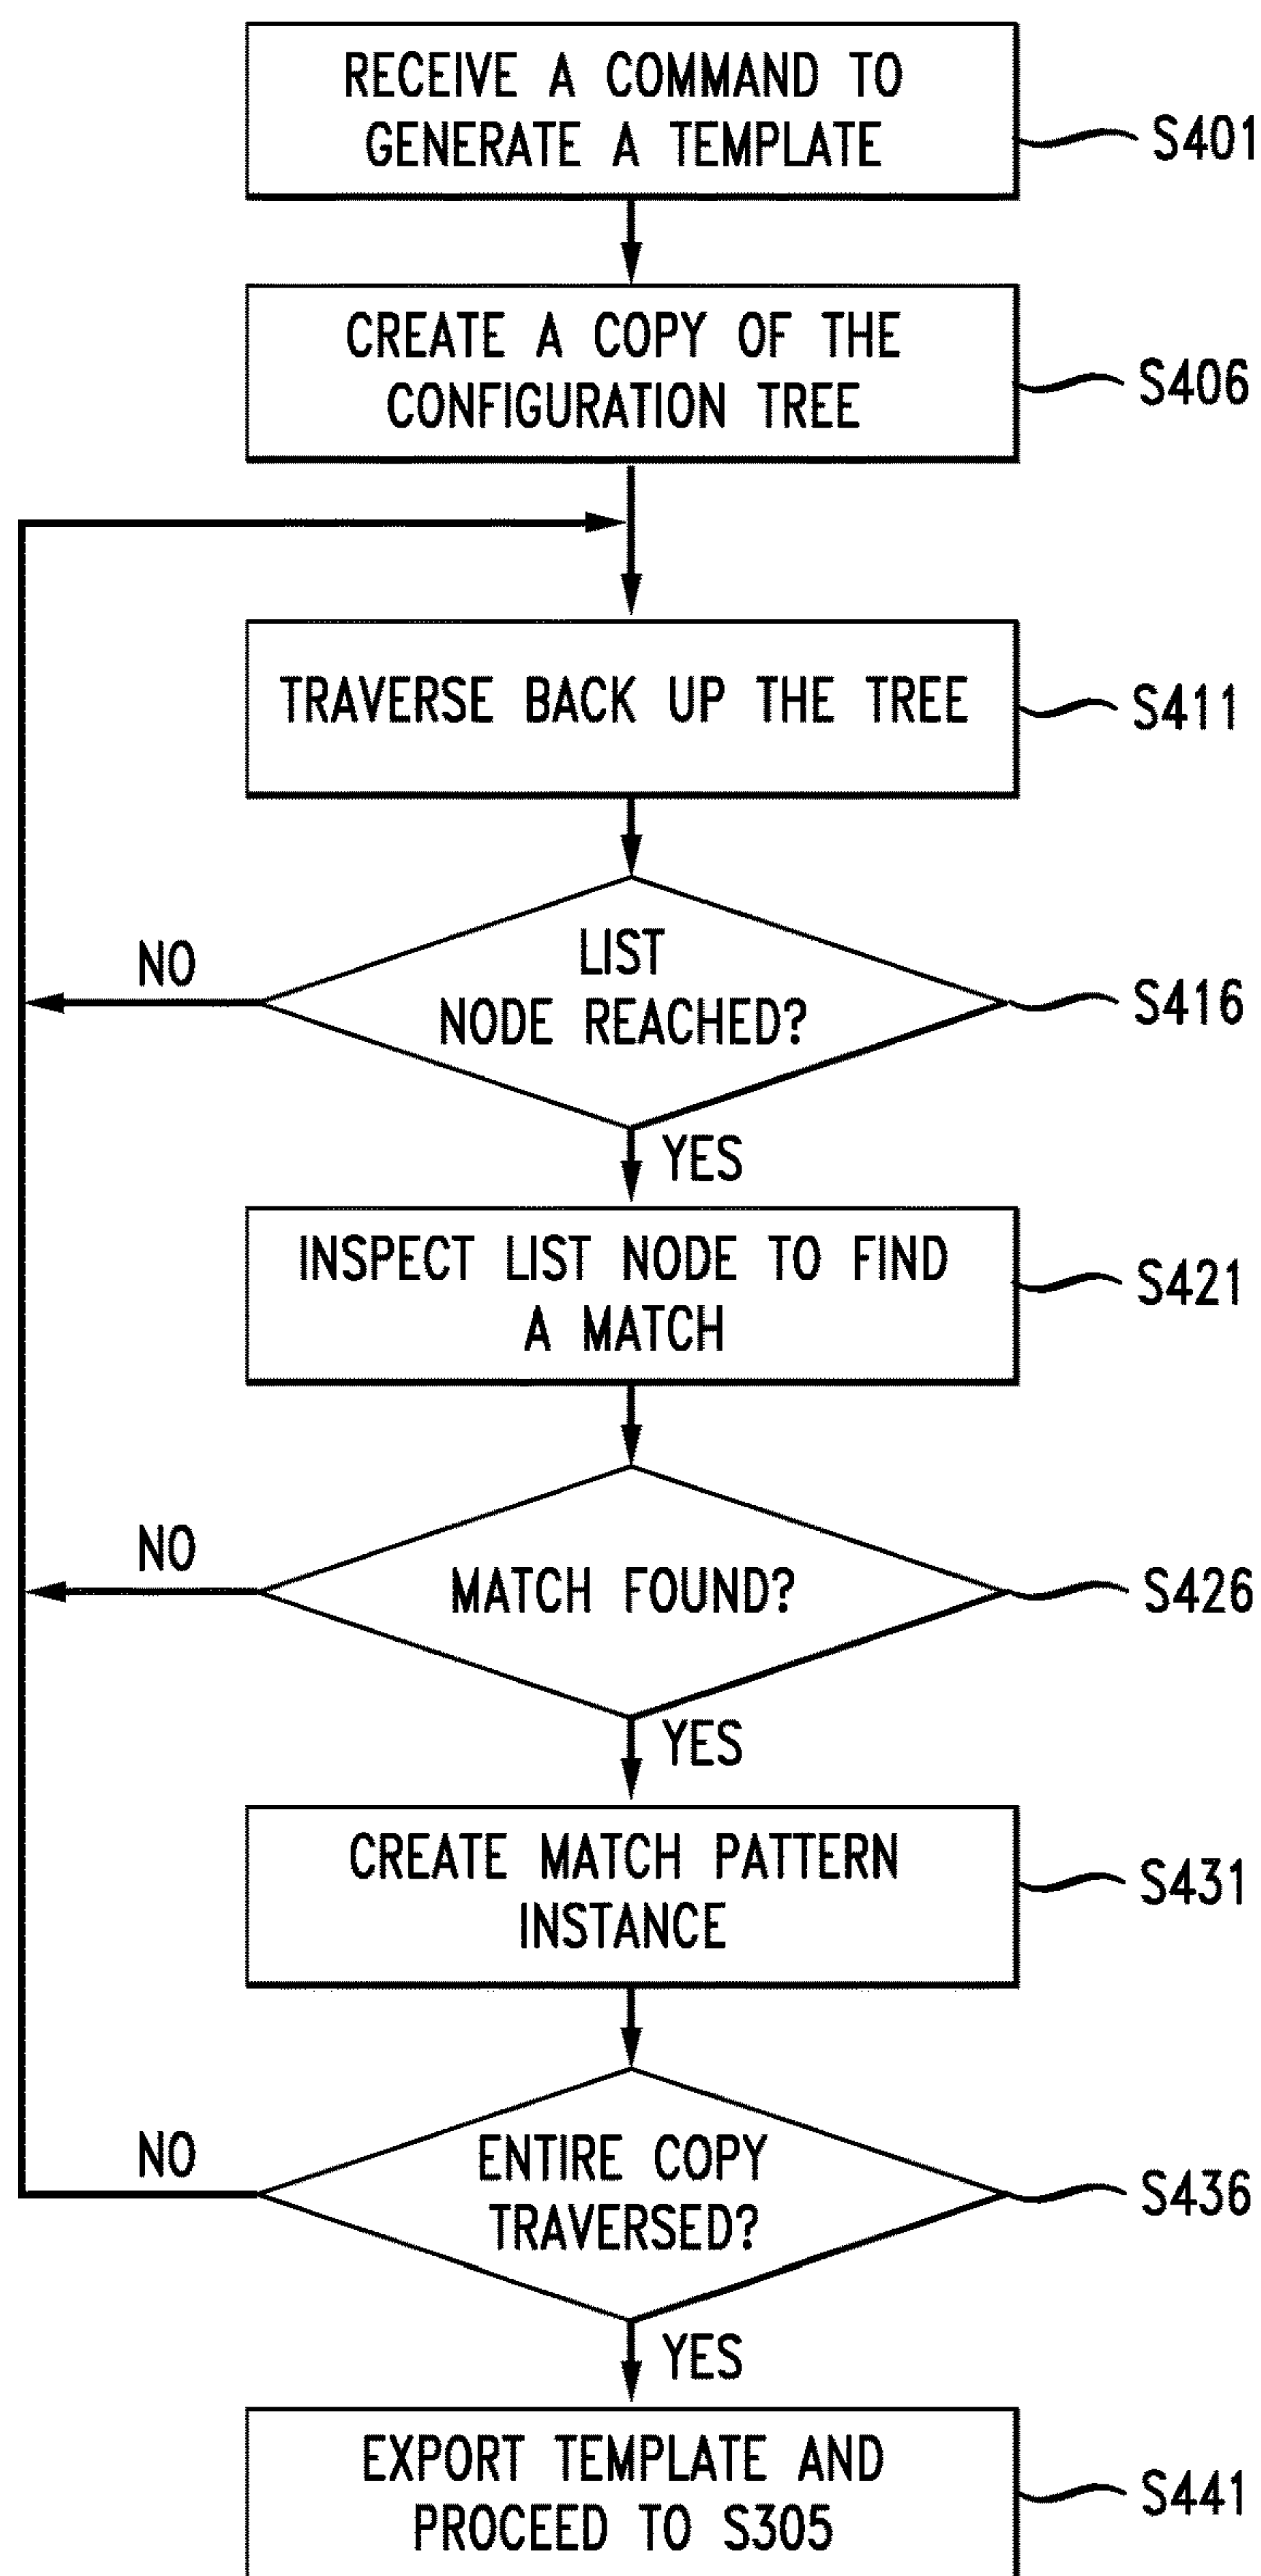 RECEIVE A COMMAND TO
GENERATE A TEMPLATE
S401
CREATE A COPY OF THE
CONFIGURATION TREE
S406
TRAVERSE BACK UP THE TREE
S411
LIST
NODE REACHED?
S416
NO
YES
INSPECT LIST NODE TO FIND
A MATCH
S421
MATCH FOUND?
S426
NO
YES
CREATE MATCH PATTERN
INSTANCE
S431
ENTIRE COPY
TRAVERSED?
S436
NO
YES
EXPORT TEMPLATE AND
PROCEED TO S305
S441